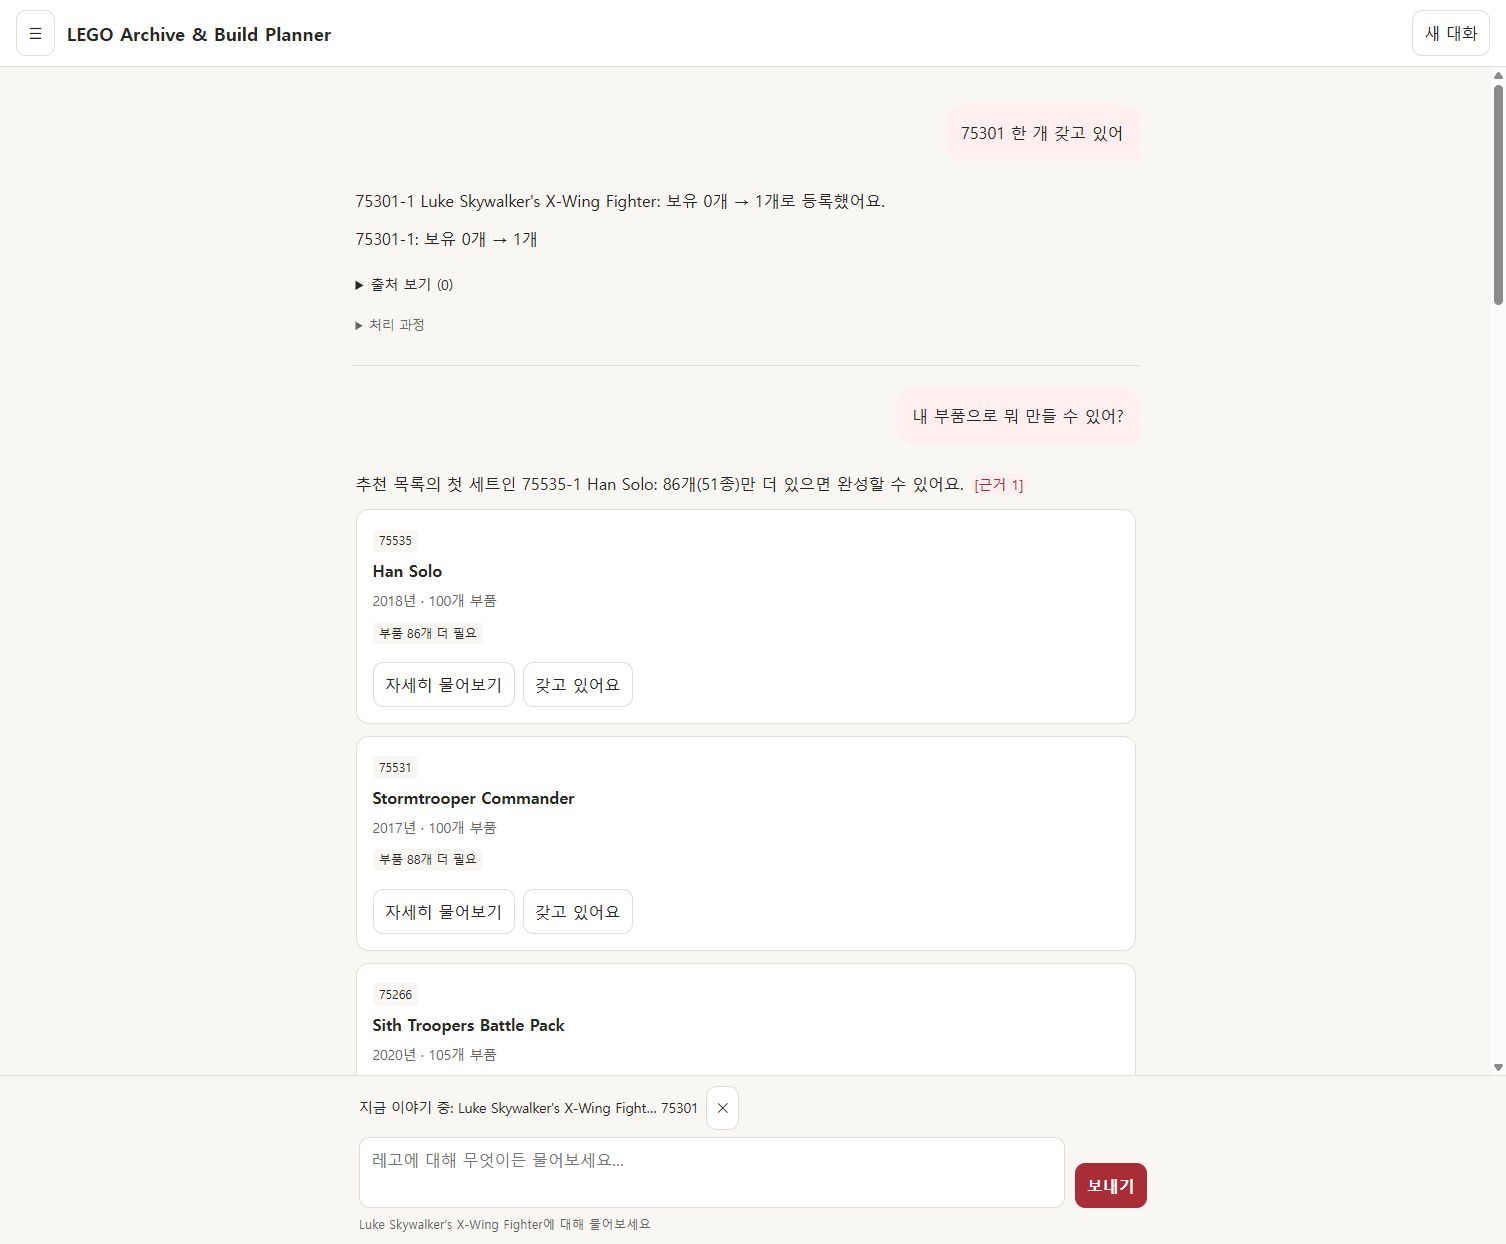 ☰ LEGO Archive & Build Planner 새 대화
75301 한 개 갖고 있어
75301-1 Luke Skywalker's X-Wing Fighter: 보유 0개 → 1개로 등록했어요.
75301-1: 보유 0개 → 1개
▶ 출처 보기 (0)
▶ 처리 과정
내 부품으로 뭐 만들 수 있어?
추천 목록의 첫 세트인 75535-1 Han Solo: 86개(51종)만 더 있으면 완성할 수 있어요. [근거 1]
75535
Han Solo
2018년 · 100개 부품
부품 86개 더 필요
자세히 물어보기 갖고 있어요
75531
Stormtrooper Commander
2017년 · 100개 부품
부품 88개 더 필요
자세히 물어보기 갖고 있어요
75266
Sith Troopers Battle Pack
2020년 · 105개 부품
지금 이야기 중: Luke Skywalker's X-Wing Fight... 75301 ×
레고에 대해 무엇이든 물어보세요...
보내기
Luke Skywalker's X-Wing Fighter에 대해 물어보세요